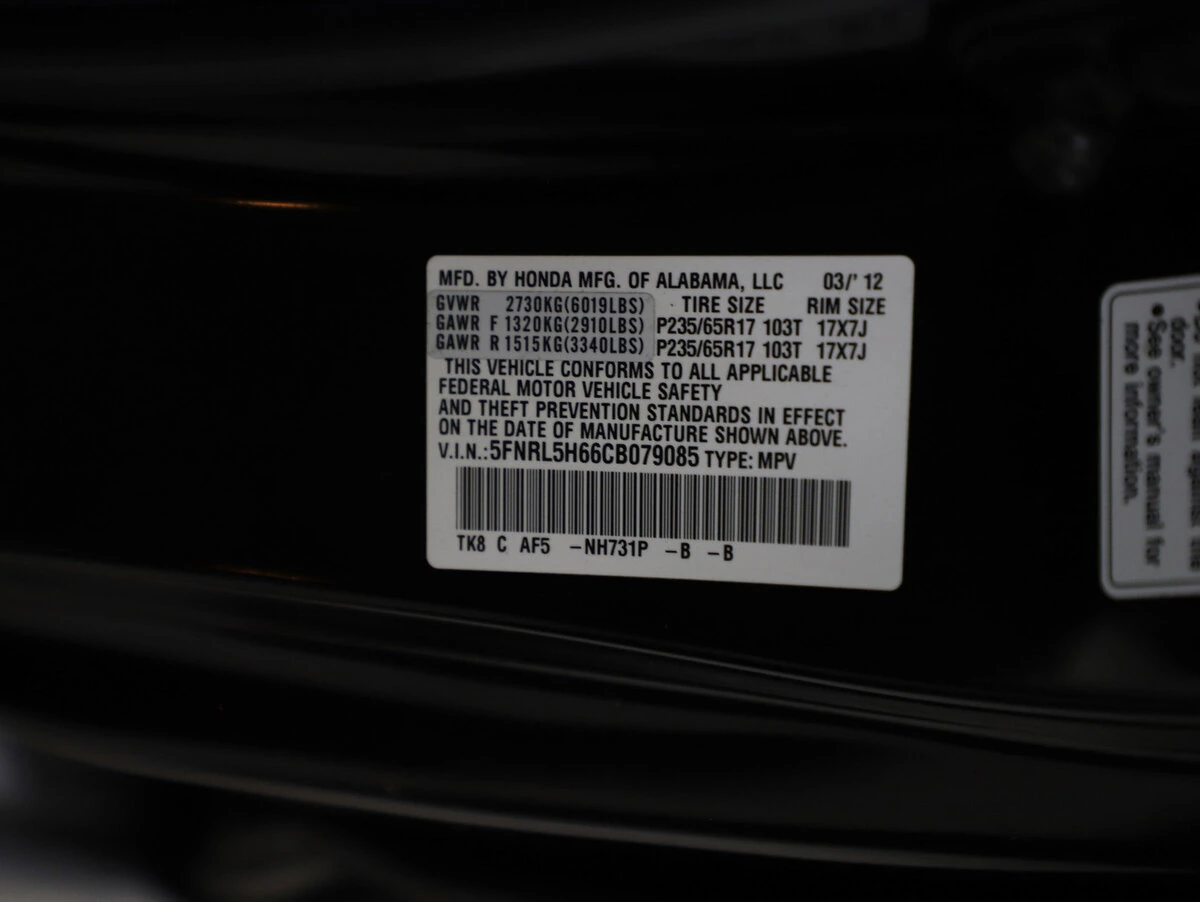 MFD. BY HONDA MFG. OF ALABAMA, LLC 03/' 12
GVWR 2730KG(6019LBS) TIRE SIZE RIM SIZE
GAWR F 1320KG(2910LBS) P235/65R17 103T 17X7J
GAWR R 1515KG(3340LBS) P235/65R17 103T 17X7J
THIS VEHICLE CONFORMS TO ALL APPLICABLE
FEDERAL MOTOR VEHICLE SAFETY
AND THEFT PREVENTION STANDARDS IN EFFECT
ON THE DATE OF MANUFACTURE SHOWN ABOVE.
V.I.N.:5FNRL5H66CB079085 TYPE: MPV
TK8 C AF5 -NH731P -B -B
door.
•See owner's manual for
more information.